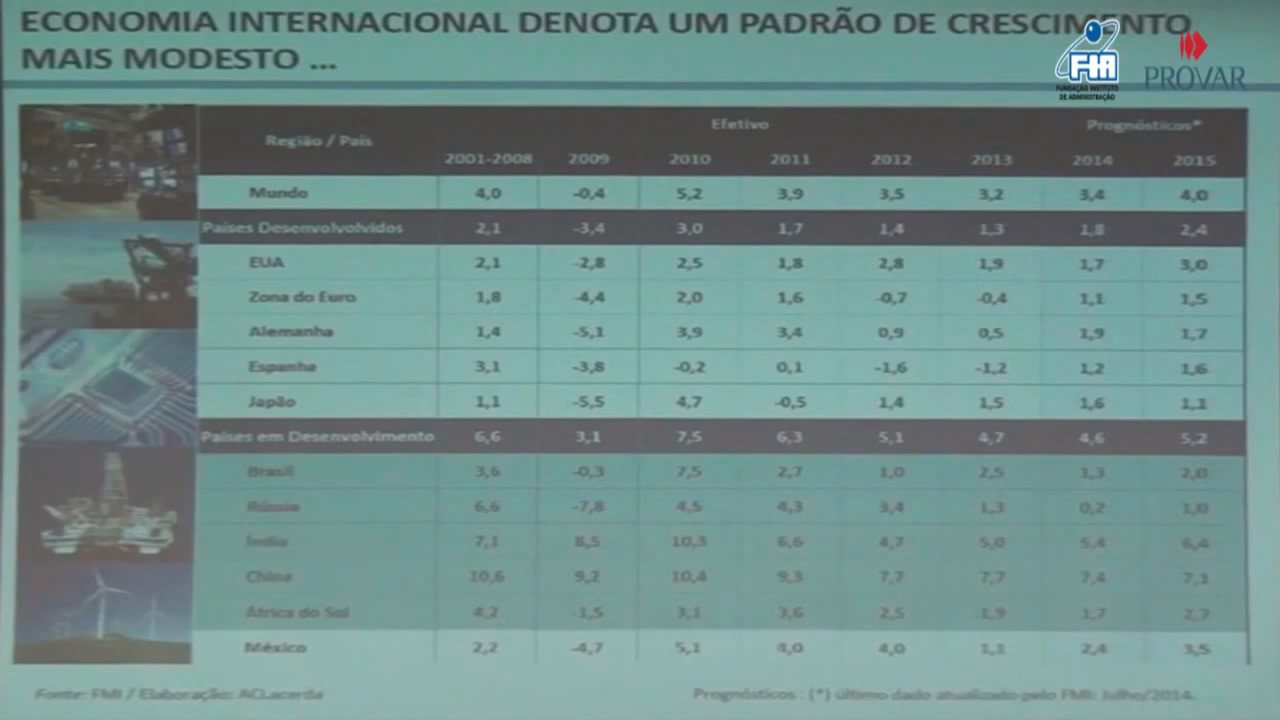 ECONOMIA INTERNACIONAL DENOTA UM PADRÃO DE CRESCIMENTO
MAIS MODESTO ...
FIA
FUNDAÇÃO INSTITUTO
DE ADMINISTRAÇÃO
PROVAR
Região / País Efetivo Prognósticos*
2001-2008 2009 2010 2011 2012 2013 2014 2015
Mundo 4,0 -0,4 5,2 3,9 3,5 3,2 3,4 4,0
Países Desenvolvolvidos 2,1 -3,4 3,0 1,7 1,4 1,3 1,8 2,4
EUA 2,1 -2,8 2,5 1,8 2,8 1,9 1,7 3,0
Zona do Euro 1,8 -4,4 2,0 1,6 -0,7 -0,4 1,1 1,5
Alemanha 1,4 -5,1 3,9 3,4 0,9 0,5 1,9 1,7
Espanha 3,1 -3,8 -0,2 0,1 -1,6 -1,2 1,2 1,6
Japão 1,1 -5,5 4,7 -0,5 1,4 1,5 1,6 1,1
Países em Desenvolvimento 6,6 3,1 7,5 6,3 5,1 4,7 4,6 5,2
Brasil 3,6 -0,3 7,5 2,7 1,0 2,5 1,3 2,0
Rússia 6,6 -7,8 4,5 4,3 3,4 1,3 0,2 1,0
Índia 7,1 8,5 10,3 6,6 4,7 5,0 5,4 6,4
China 10,6 9,2 10,4 9,3 7,7 7,7 7,4 7,1
África do Sul 4,2 -1,5 3,1 3,6 2,5 1,9 1,7 2,7
México 2,2 -4,7 5,1 4,0 4,0 1,1 2,4 3,5
Fonte: FMI / Elaboração: ACLacerda
Prognósticos : (*) último dado atualizado pelo FMI: Julho/2014.